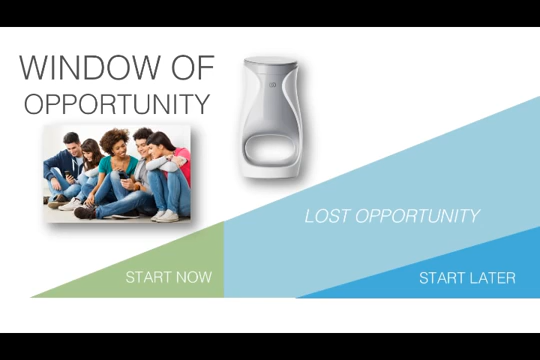 WINDOW OF
OPPORTUNITY
LOST OPPORTUNITY
START NOW
START LATER